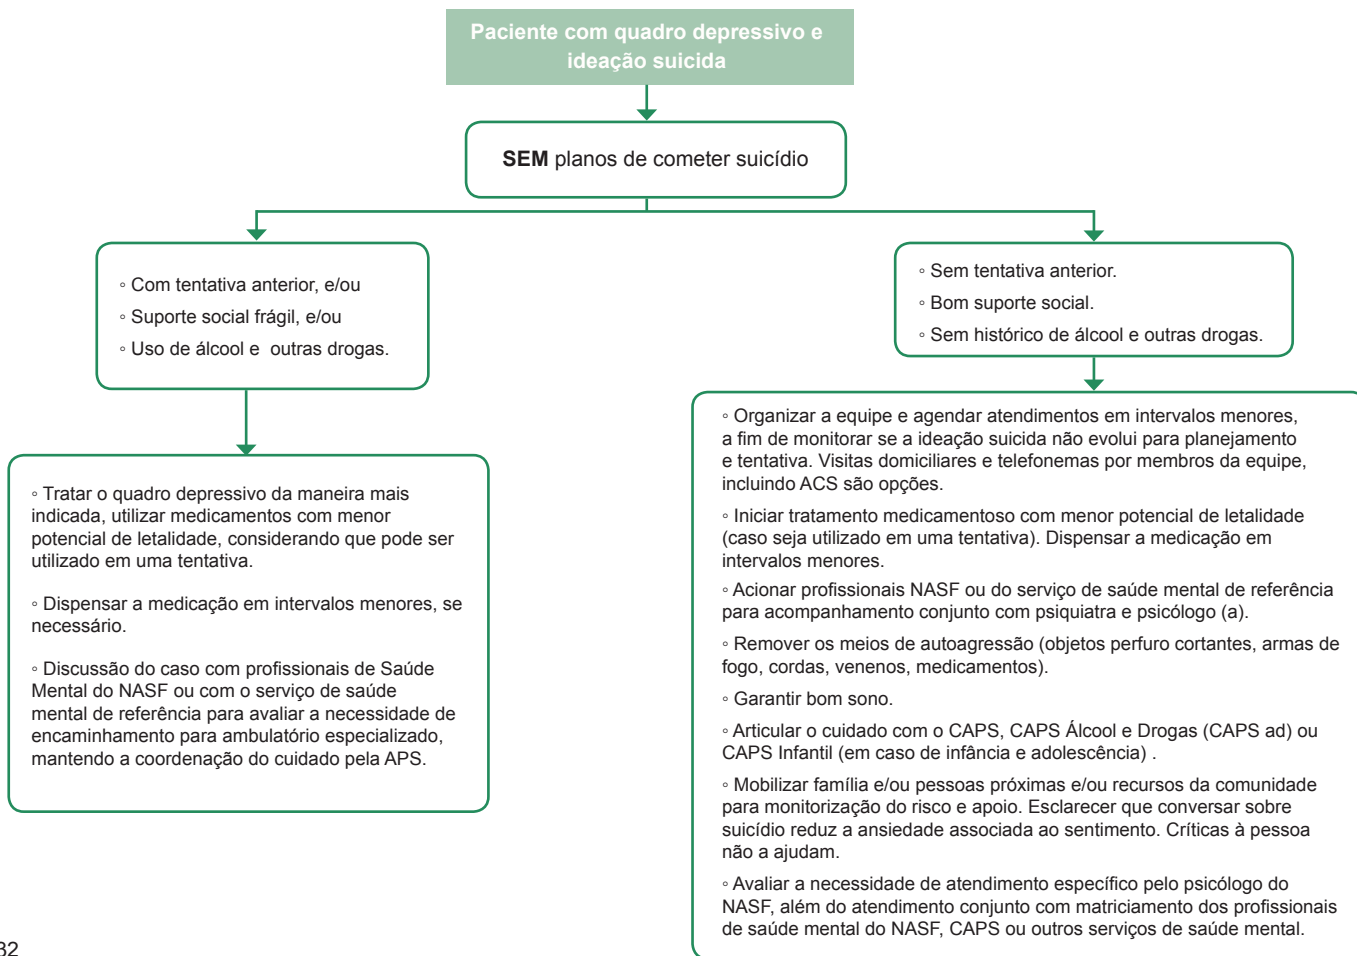 Paciente com quadro depressivo e
ideação suicida
SEM planos de cometer suicídio
◦ Com tentativa anterior, e/ou
◦ Suporte social frágil, e/ou
◦ Uso de álcool e  outras drogas.
◦ Sem tentativa anterior.
◦ Bom suporte social.
◦ Sem histórico de álcool e outras drogas.
◦ Tratar o quadro depressivo da maneira mais
indicada, utilizar medicamentos com menor
potencial de letalidade, considerando que pode ser
utilizado em uma tentativa.
◦ Dispensar a medicação em intervalos menores, se
necessário.
◦ Discussão do caso com profissionais de Saúde
Mental do NASF ou com o serviço de saúde
mental de referência para avaliar a necessidade de
encaminhamento para ambulatório especializado,
mantendo a coordenação do cuidado pela APS.
◦ Organizar a equipe e agendar atendimentos em intervalos menores,
a fim de monitorar se a ideação suicida não evolui para planejamento
e tentativa. Visitas domiciliares e telefonemas por membros da equipe,
incluindo ACS são opções.
◦ Iniciar tratamento medicamentoso com menor potencial de letalidade
(caso seja utilizado em uma tentativa). Dispensar a medicação em
intervalos menores.
◦ Acionar profissionais NASF ou do serviço de saúde mental de referência
para acompanhamento conjunto com psiquiatra e psicólogo (a).
◦ Remover os meios de autoagressão (objetos perfuro cortantes, armas de
fogo, cordas, venenos, medicamentos).
◦ Garantir bom sono.
◦ Articular o cuidado com o CAPS, CAPS Álcool e Drogas (CAPS ad) ou
CAPS Infantil (em caso de infância e adolescência) .
◦ Mobilizar família e/ou pessoas próximas e/ou recursos da comunidade
para monitorização do risco e apoio. Esclarecer que conversar sobre
suicídio reduz a ansiedade associada ao sentimento. Críticas à pessoa
não a ajudam.
◦ Avaliar a necessidade de atendimento específico pelo psicólogo do
NASF, além do atendimento conjunto com matriciamento dos profissionais
de saúde mental do NASF, CAPS ou outros serviços de saúde mental.
32